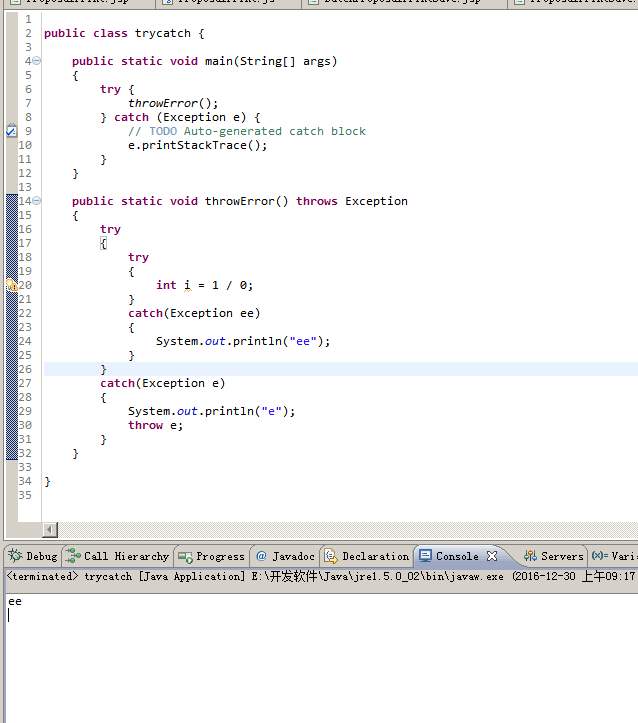 1
2 public class trycatch {
3
4 public static void main(String[] args)
5 {
6 try {
7 throwError();
8 } catch (Exception e) {
9 // TODO Auto-generated catch block
10 e.printStackTrace();
11 }
12 }
13
14 public static void throwError() throws Exception
15 {
16 try
17 {
18 try
19 {
20 int i = 1 / 0;
21 }
22 catch(Exception ee)
23 {
24 System.out.println("ee");
25 }
26 }
27 catch(Exception e)
28 {
29 System.out.println("e");
30 throw e;
31 }
32 }
33
34 }
35
Debug Call Hierarchy Progress @ Javadoc Declaration Console Servers (x)= Vari
<terminated> trycatch [Java Application] E:\开发软件\Java\jre1.5.0_02\bin\javaw.exe (2016-12-30 上午09:17
ee